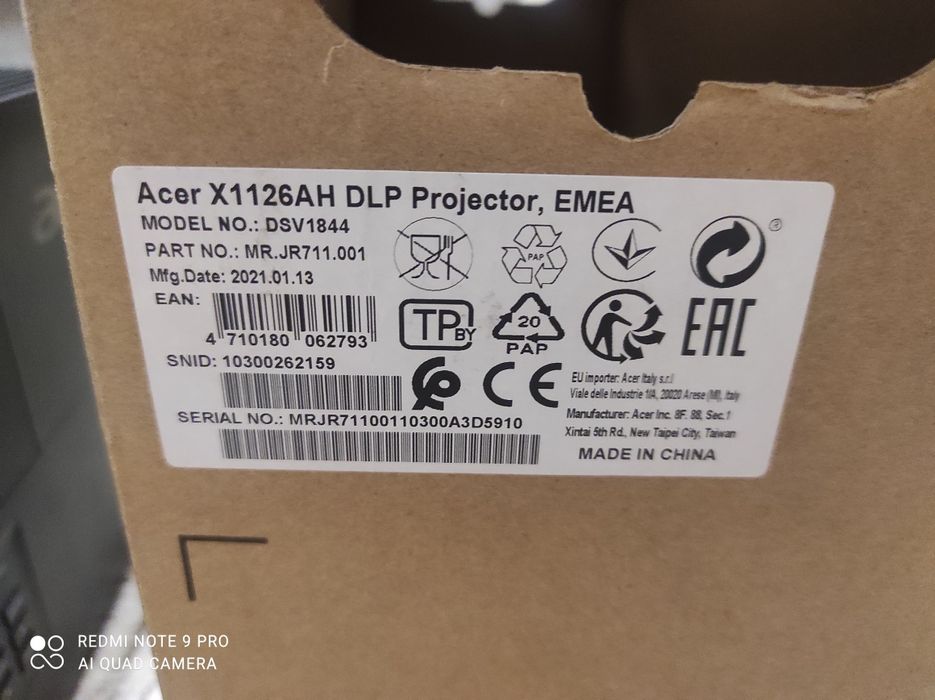 Acer X1126AH DLP Projector, EMEA
MODEL NO.: DSV1844
PART NO.: MR.JR711.001
Mfg.Date: 2021.01.13
EAN:
4 710180 062793
SNID: 10300262159
SERIAL NO.: MRJR71100110300A3D5910
PAP
®
TP BY
20
PAP
EAC
CE
EU importer: Acer Italy s.r.l
Viale delle Industrie 1/A, 20020 Arese (MI), Italy
Manufacturer: Acer Inc. 8F. 88, Sec.1
Xintai 5th Rd., New Taipei City, Taiwan
MADE IN CHINA
REDMI NOTE 9 PRO
AI QUAD CAMERA